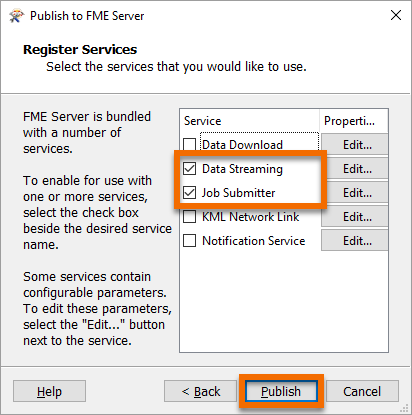 Publish to FME Server
Register Services
Select the services that you would like to use.
FME Server is bundled
with a number of
services.
To enable for use with
one or more services,
select the check box
beside the desired service
name.
Some services contain
configurable parameters.
To edit these parameters,
select the "Edit..." button
next to the service.
Service Properti...
Data Download Edit...
Data Streaming Edit...
Job Submitter Edit...
KML Network Link Edit...
Notification Service Edit...
Help < Back Publish Cancel